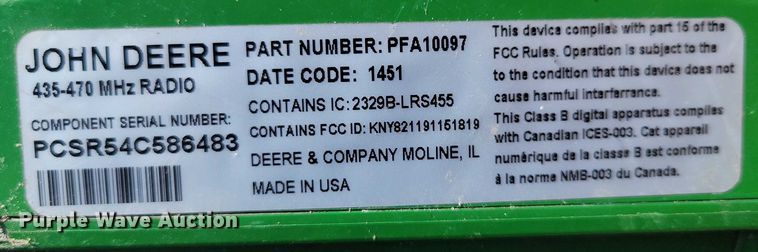 JOHN DEERE
435-470 MHz RADIO
COMPONENT SERIAL NUMBER:
PCSR54C586483
PART NUMBER: PFA10097
DATE CODE: 1451
CONTAINS IC: 2329B-LRS455
CONTAINS FCC ID: KNY821191151819
DEERE & COMPANY MOLINE, IL
MADE IN USA
This device complies with part 15 of the
FCC Rules. Operation is subject to the
to the condition that this device does not
cause harmful interferrance.
This Class B digital apparatus complies
with Canadian ICES-003. Cat appareil
numérique de la classe B est conforme
à la norme NMB-003 du Canada.
Purple Wave Auction